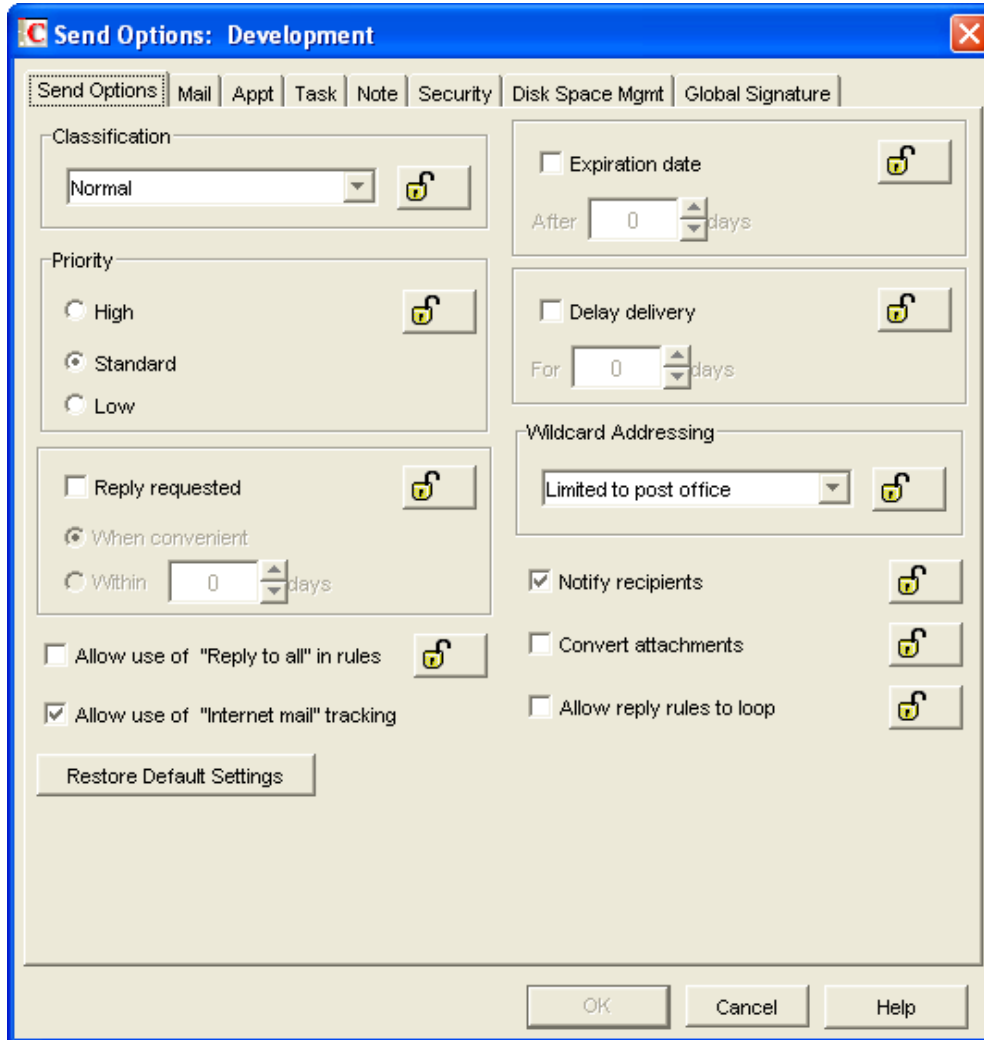 C Send Options: Development
Send Options Mail Appt Task Note Security Disk Space Mgmt Global Signature
Classification
Normal
Priority
High
Standard
Low
Reply requested
When convenient
Within 0 days
Allow use of "Reply to all" in rules
Allow use of "Internet mail" tracking
Restore Default Settings
Expiration date
After 0 days
Delay delivery
For 0 days
Wildcard Addressing
Limited to post office
Notify recipients
Convert attachments
Allow reply rules to loop
OK Cancel Help